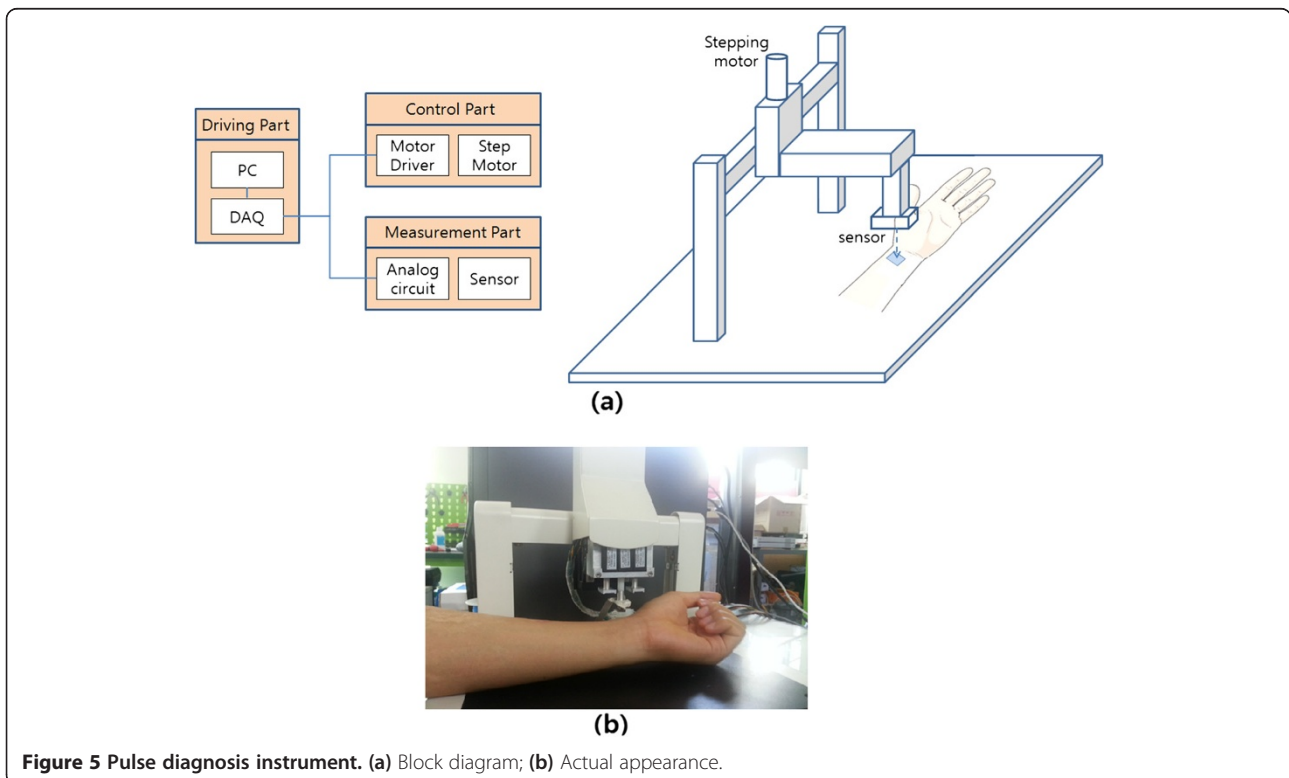 Driving Part
PC
DAQ
Control Part
Motor
Driver
Step
Motor
Measurement Part
Analog
circuit
Sensor
Stepping
motor
sensor
(a)
(b)
Figure 5 Pulse diagnosis instrument. (a) Block diagram; (b) Actual appearance.